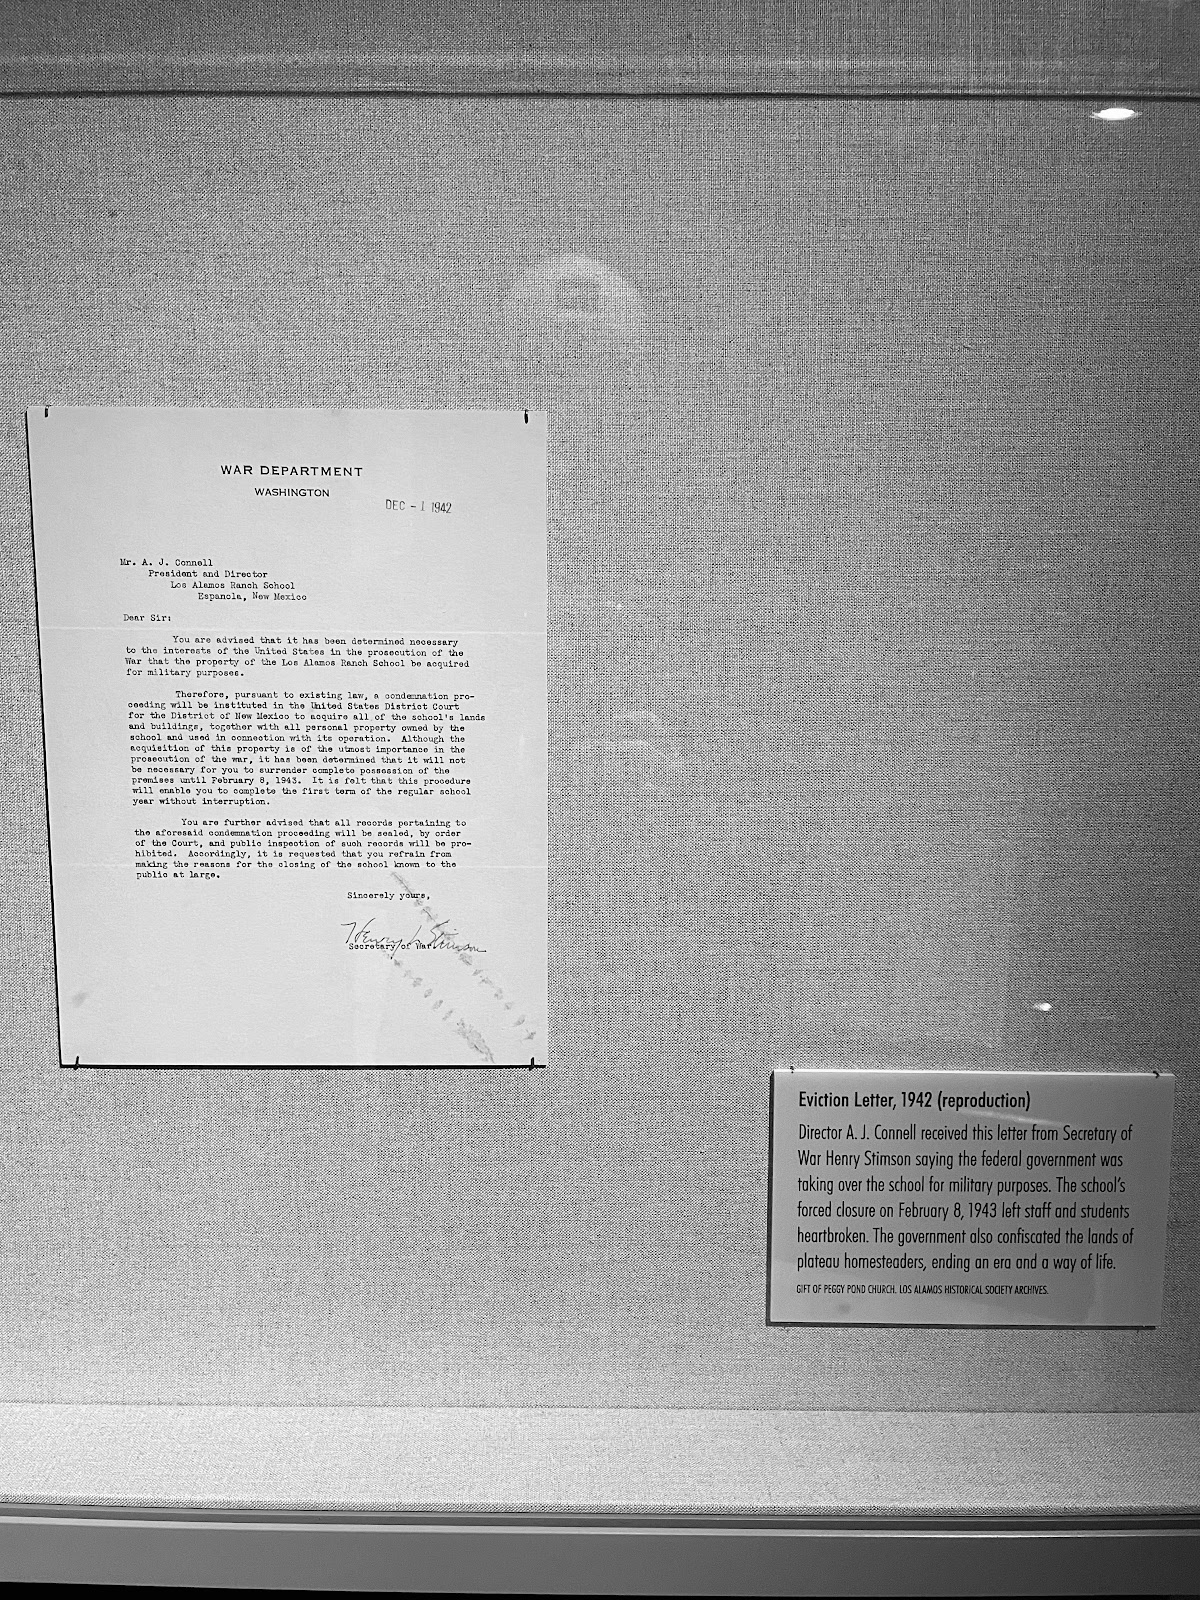 WAR DEPARTMENT
WASHINGTON
DEC - 1 1942
Mr. A. J. Connell
President and Director
Los Alamos Ranch School
Espanola, New Mexico
Dear Sir:
You are advised that it has been determined necessary
to the interests of the United States in the prosecution of the
War that the property of the Los Alamos Ranch School be acquired
for military purposes.
Therefore, pursuant to existing law, a condemnation pro-
ceeding will be instituted in the United States District Court
for the District of New Mexico to acquire all of the school's lands
and buildings, together with all personal property owned by the
school and used in connection with its operation. Although the
acquisition of this property is of the utmost importance in the
prosecution of the war, it has been determined that it will not
be necessary for you to surrender complete possession of the
premises until February 8, 1943. It is felt that this procedure
will enable you to complete the first term of the regular school
year without interruption.
You are further advised that all records pertaining to
the aforesaid condemnation proceeding will be sealed, by order
of the Court, and public inspection of such records will be pro-
hibited. Accordingly, it is requested that you refrain from
making the reasons for the closing of the school known to the
public at large.
Sincerely yours,
Henry L Stimson
Secretary of War.
Eviction Letter, 1942 (reproduction)
Director A. J. Connell received this letter from Secretary of
War Henry Stimson saying the federal government was
taking over the school for military purposes. The school's
forced closure on February 8, 1943 left staff and students
heartbroken. The government also confiscated the lands of
plateau homesteaders, ending an era and a way of life.
GIFT OF PEGGY POND CHURCH. LOS ALAMOS HISTORICAL SOCIETY ARCHIVES.